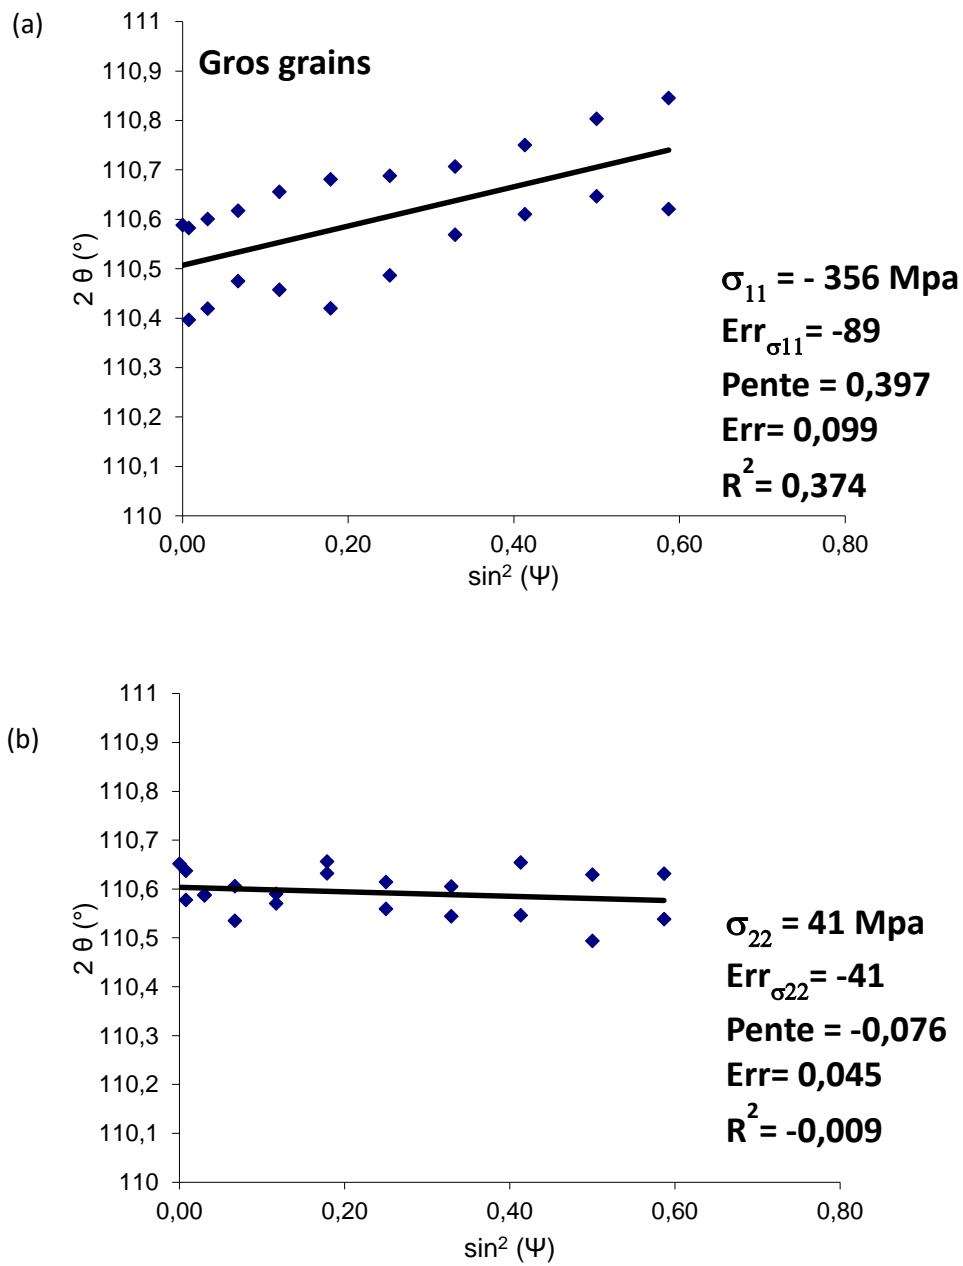 (a)
Gros grains
111
110,9
110,8
110,7
110,6
110,5
110,4
110,3
110,2
110,1
110
2 θ (°)
0,00 0,20 0,40 0,60 0,80
sin² (Ψ)
σ₁₁ = - 356 Mpa
Err_σ11= -89
Pente = 0,397
Err= 0,099
R²= 0,374
(b)
111
110,9
110,8
110,7
110,6
110,5
110,4
110,3
110,2
110,1
110
2 θ (°)
0,00 0,20 0,40 0,60 0,80
sin² (Ψ)
σ₂₂ = 41 Mpa
Err_σ22= -41
Pente = -0,076
Err= 0,045
R²= -0,009